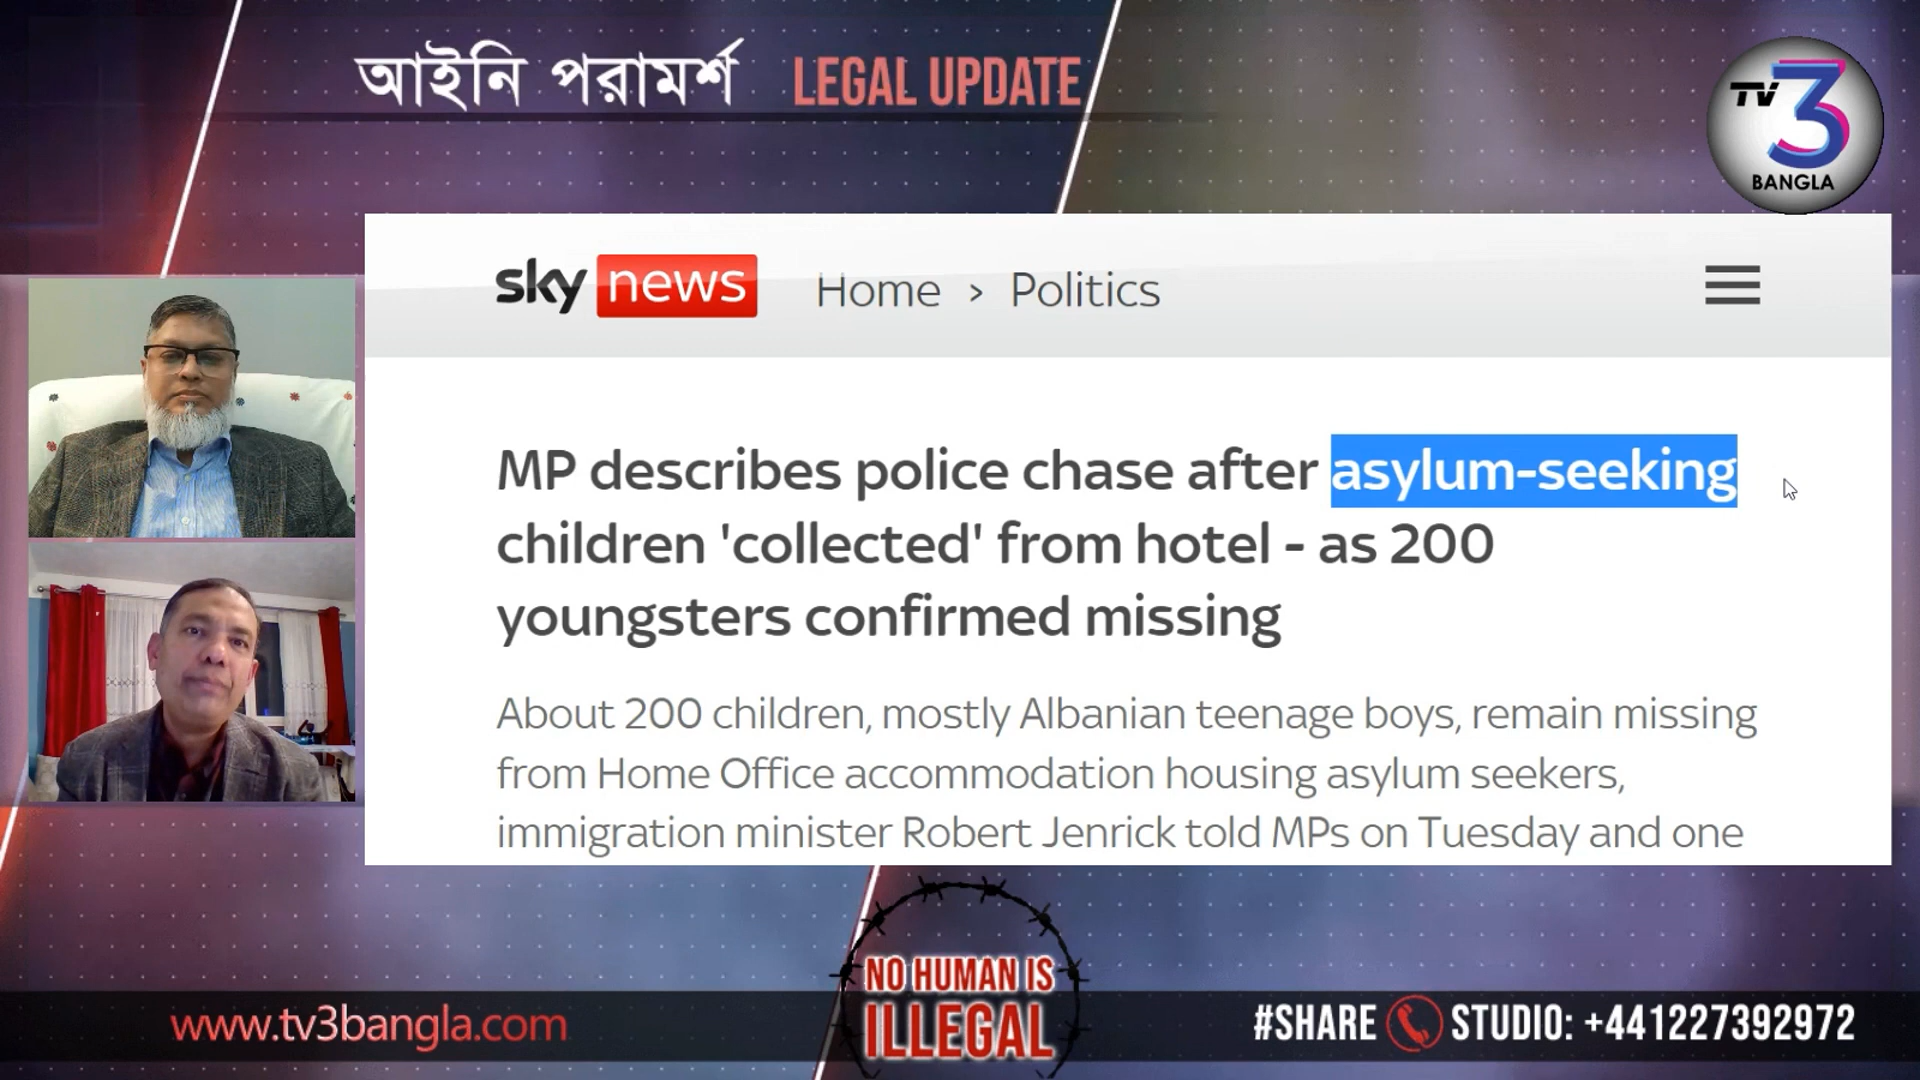 আইনি পরামর্শ LEGAL UPDATE
TV3
BANGLA
sky news Home > Politics
MP describes police chase after asylum-seeking
children 'collected' from hotel - as 200
youngsters confirmed missing
About 200 children, mostly Albanian teenage boys, remain missing
from Home Office accommodation housing asylum seekers,
immigration minister Robert Jenrick told MPs on Tuesday and one
NO HUMAN IS
ILLEGAL
www.tv3bangla.com
#SHARE STUDIO: +441227392972